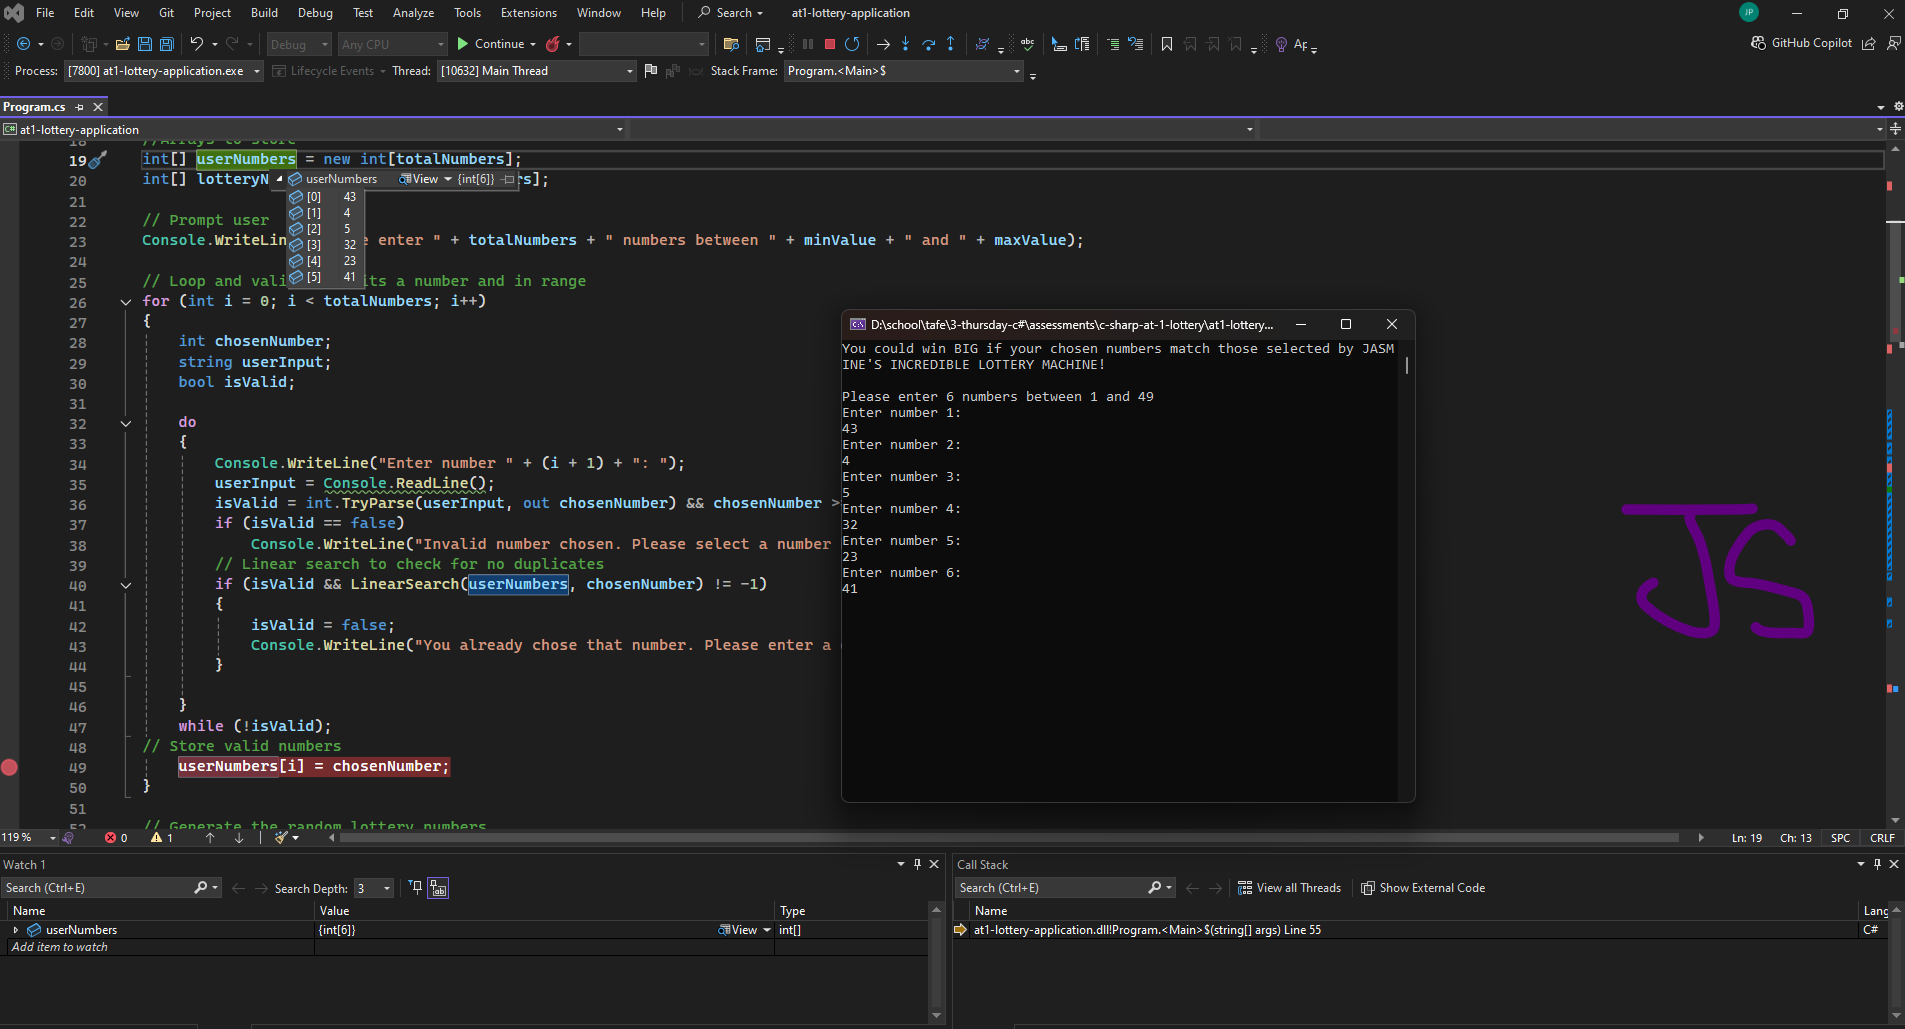 File Edit View Git Project Build Debug Test Analyze Tools Extensions Window Help Search at1-lottery-application JP
Debug Any CPU Continue GitHub Copilot
Process: [7800] at1-lottery-application.exe Lifecycle Events Thread: [10632] Main Thread Stack Frame: Program.<Main>$
Program.cs
C# at1-lottery-application
18 //Arrays to store
19 int[] userNumbers = new int[totalNumbers];
20 int[] lotteryN rs];
userNumbers View {int[6]}
[0] 43
[1] 4
[2] 5
[3] 32
[4] 23
[5] 41
21
22 // Prompt user
23 Console.WriteLin e enter " + totalNumbers + " numbers between " + minValue + " and " + maxValue);
24
25 // Loop and vali its a number and in range
26 for (int i = 0; i < totalNumbers; i++)
27 {
28 int chosenNumber;
29 string userInput;
30 bool isValid;
31
32 do
33 {
34 Console.WriteLine("Enter number " + (i + 1) + ": ");
35 userInput = Console.ReadLine();
36 isValid = int.TryParse(userInput, out chosenNumber) && chosenNumber >
37 if (isValid == false)
38 Console.WriteLine("Invalid number chosen. Please select a number
39 // Linear search to check for no duplicates
40 if (isValid && LinearSearch(userNumbers, chosenNumber) != -1)
41 {
42 isValid = false;
43 Console.WriteLine("You already chose that number. Please enter a
44 }
45
46 }
47 while (!isValid);
48 // Store valid numbers
49 userNumbers[i] = chosenNumber;
50 }
51
52 // Generate the random lottery numbers
D:\school\tafe\3-thursday-c#\assessments\c-sharp-at-1-lottery\at1-lottery...
You could win BIG if your chosen numbers match those selected by JASM
INE'S INCREDIBLE LOTTERY MACHINE!
Please enter 6 numbers between 1 and 49
Enter number 1:
43
Enter number 2:
4
Enter number 3:
5
Enter number 4:
32
Enter number 5:
23
Enter number 6:
41
JS
119 % 0 1 Ln: 19 Ch: 13 SPC CRLF
Watch 1
Search (Ctrl+E) Search Depth: 3
Name Value Type
userNumbers {int[6]} View int[]
Add item to watch
Call Stack
Search (Ctrl+E) View all Threads Show External Code
Name Lang
at1-lottery-application.dll!Program.<Main>$(string[] args) Line 55 C#